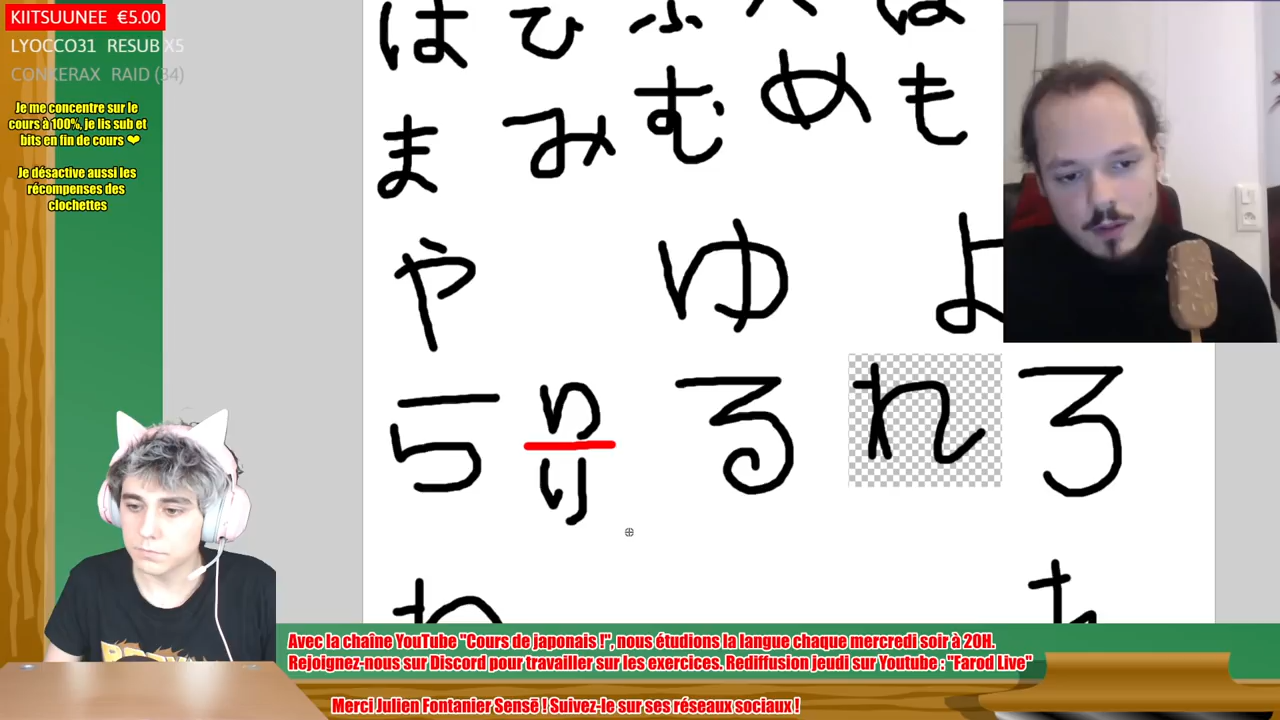 KIITSUUNEE €5.00
LYOCCO31 RESUB X5
CONKERAX RAID (34)
Je me concentre sur le
cours à 100%, je lis sub et
bits en fin de cours ❤
Je désactive aussi les
récompenses des
clochettes
は ひ ふ へ ほ
ま み む め も
や ゆ よ
ら り り る れ ろ
わ を
Avec la chaîne YouTube "Cours de japonais !", nous étudions la langue chaque mercredi soir à 20H.
Rejoignez-nous sur Discord pour travailler sur les exercices. Rediffusion jeudi sur Youtube : "Farod Live"
Merci Julien Fontanier Sensē ! Suivez-le sur ses réseaux sociaux !